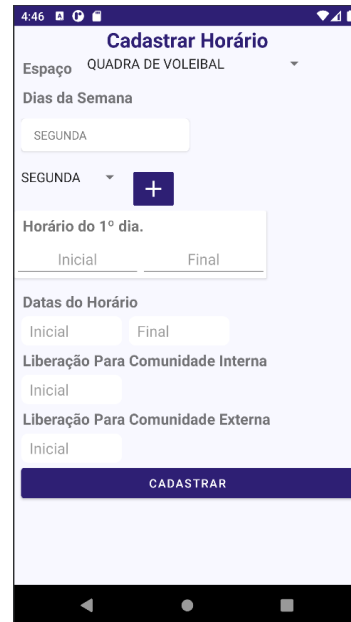 4:46
Cadastrar Horário
Espaço QUADRA DE VOLEIBAL
Dias da Semana
SEGUNDA
SEGUNDA
Horário do 1º dia.
Inicial Final
Datas do Horário
Inicial Final
Liberação Para Comunidade Interna
Inicial
Liberação Para Comunidade Externa
Inicial
CADASTRAR